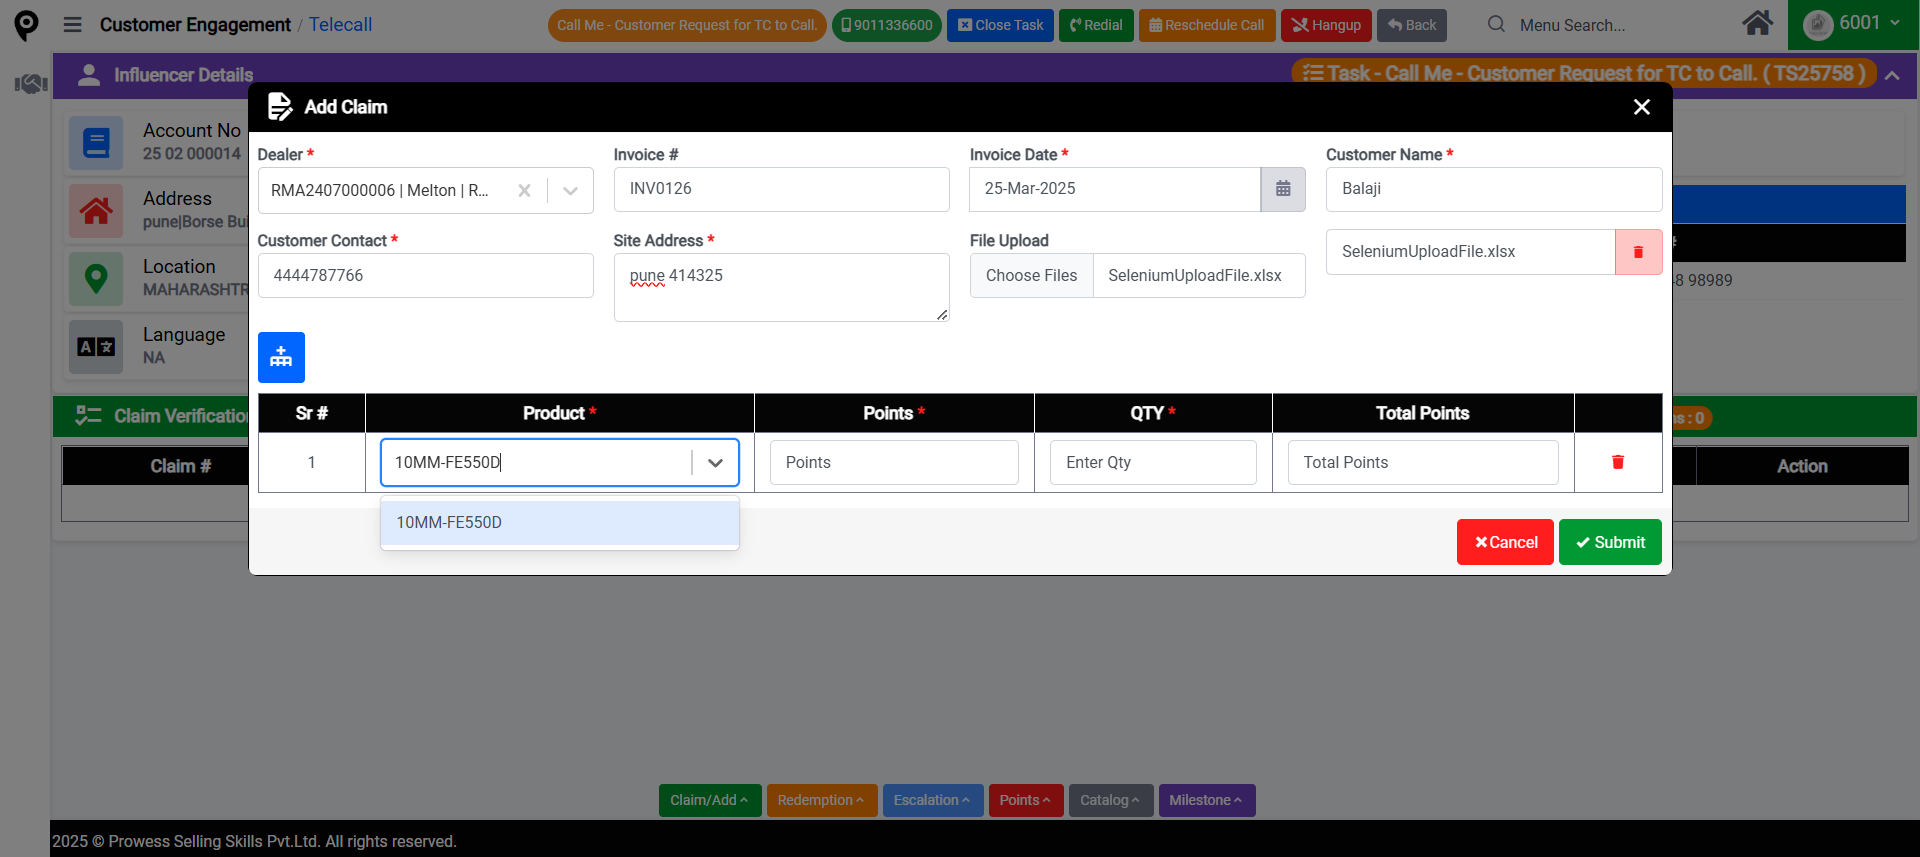 Customer Engagement / Telecall
Call Me - Customer Request for TC to Call.
9011336600
Close Task
Redial
Reschedule Call
Hangup
Back
Menu Search...
6001
Influencer Details
Task - Call Me - Customer Request for TC to Call. ( TS25758 )
Account No
25 02 000014
Address
pune|Borse Bui
Location
MAHARASHTR
Language
NA
8 98989
Add Claim
Dealer *
RMA2407000006 | Melton | R...
Invoice #
INV0126
Invoice Date *
25-Mar-2025
Customer Name *
Balaji
Customer Contact *
4444787766
Site Address *
pune 414325
File Upload
Choose Files SeleniumUploadFile.xlsx
SeleniumUploadFile.xlsx
Sr # Product * Points * QTY * Total Points
1 10MM-FE550D Points Enter Qty Total Points
10MM-FE550D
Cancel
Submit
Claim Verification
: 0
Claim #
Action
Claim/Add
Redemption
Escalation
Points
Catalog
Milestone
2025 © Prowess Selling Skills Pvt.Ltd. All rights reserved.